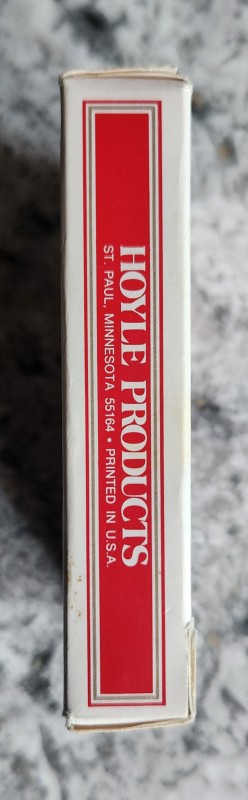 HOYLE PRODUCTS
ST. PAUL, MINNESOTA 55164 • PRINTED IN U.S.A.